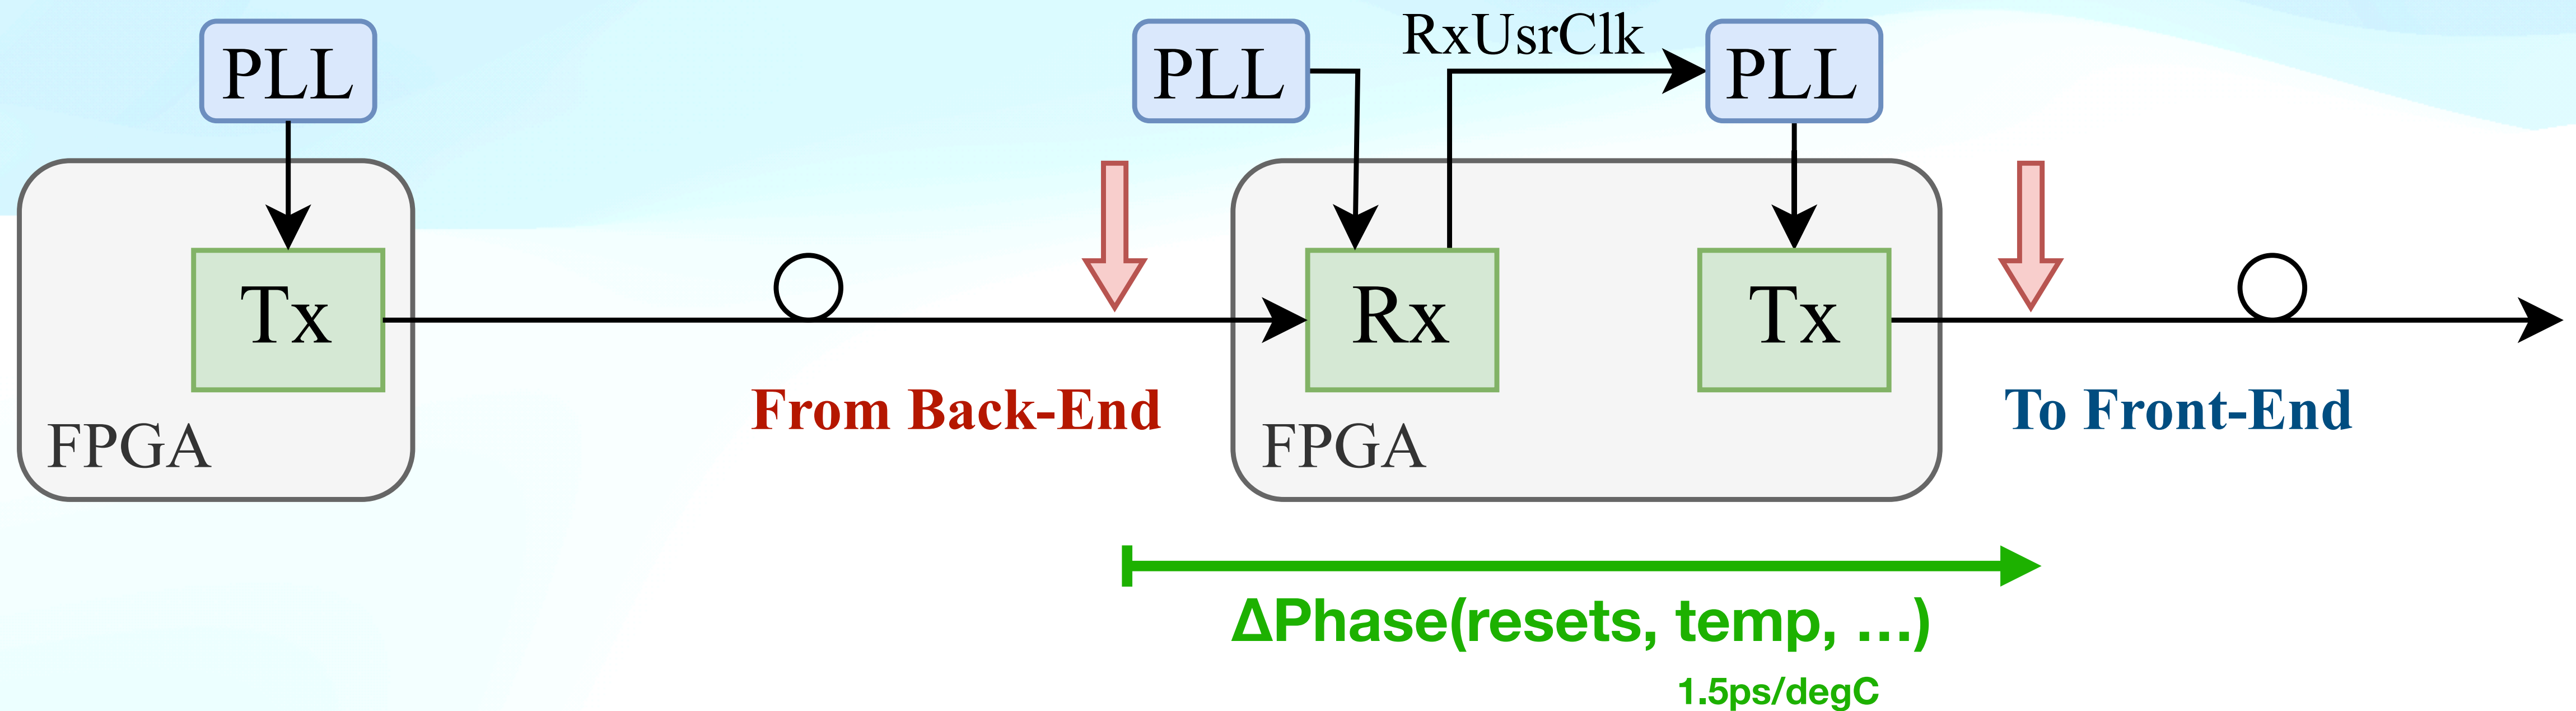 PLL
PLL
RxUsrClk
PLL
Tx
Rx
Tx
From Back-End
To Front-End
FPGA
FPGA
ΔPhase(resets, temp, ...)
1.5ps/degC